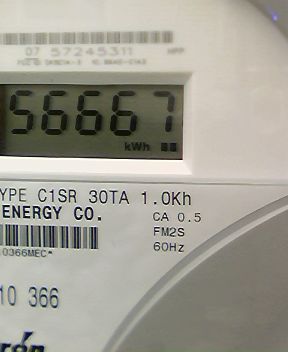 07 57245311
56667
kWh
YPE C1SR 30TA 1.0Kh
ENERGY CO.
CA 0.5
FM2S
60Hz
0366MEC*
10 366
rón